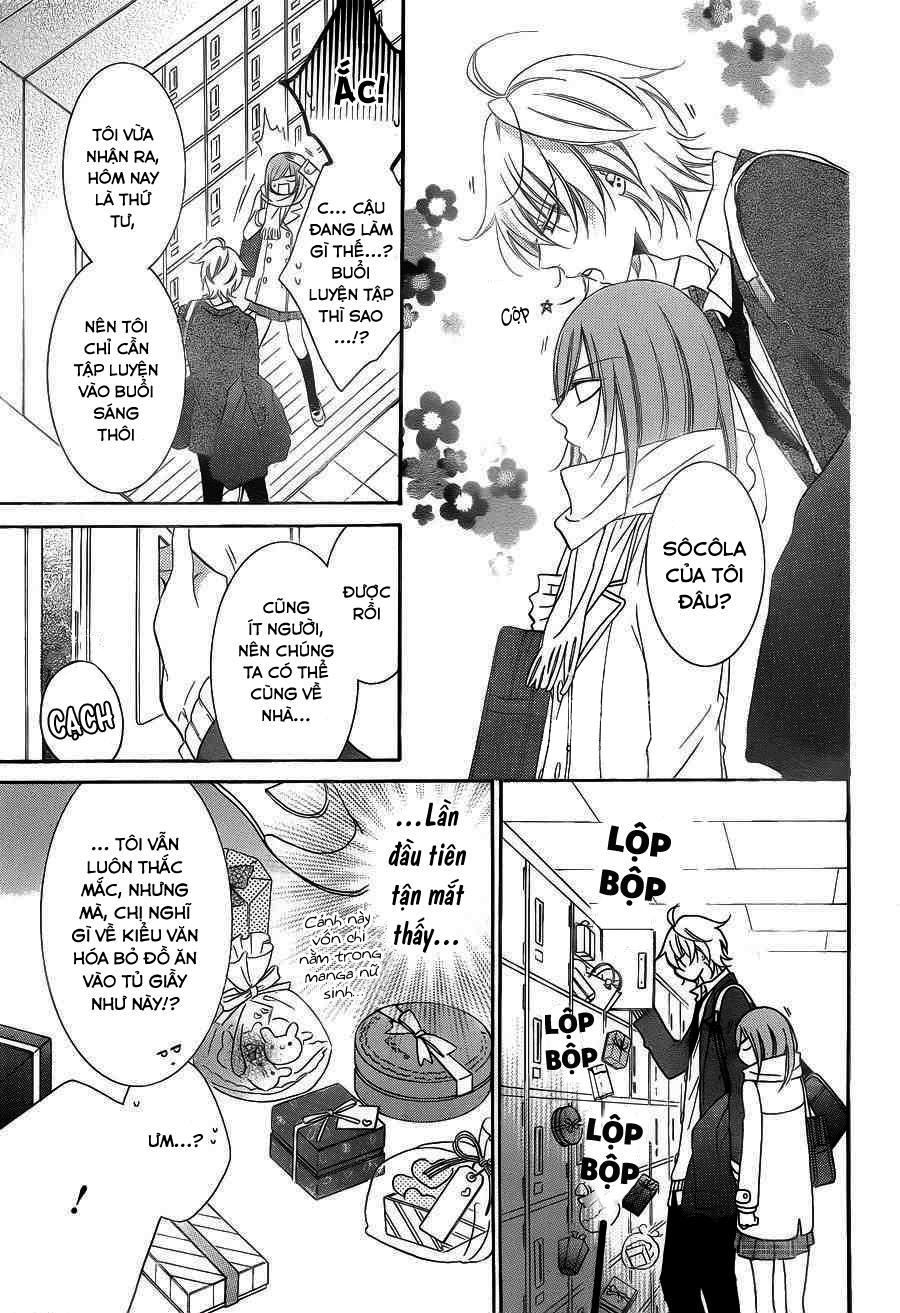 Cộp
SÔCÔLA
CỦA TÔI
ĐÂU?
ẮC!
C... CẬU
ĐANG LÀM
GÌ THẾ...?
BUỔI
LUYỆN TẬP
THÌ SAO
...!?
TÔI VỪA
NHẬN RA,
HÔM NAY
LÀ THỨ
TƯ,
NÊN TÔI
CHỈ CẦN
TẬP LUYỆN
VÀO BUỔI
SÁNG
THÔI
ĐƯỢC
RỒI
CŨNG
ÍT NGƯỜI,
NÊN CHÚNG
TA CÓ THỂ
CÙNG VỀ
NHÀ...
CẠCH
LỘP
BỘP
LỘP
BỘP
LỘP
BỘP
...Lần
đầu tiên
tận mắt
thấy...
Cảnh này
vốn chỉ
nằm trong
manga nữ
sinh...
... TÔI VẪN
LUÔN THẮC
MẮC, NHƯNG
MÀ, CHỊ NGHĨ
GÌ VỀ KIỂU VĂN
HÓA BỎ ĐỒ ĂN
VÀO TỦ GIẦY
NHƯ NÀY!?
ƯM...?
!